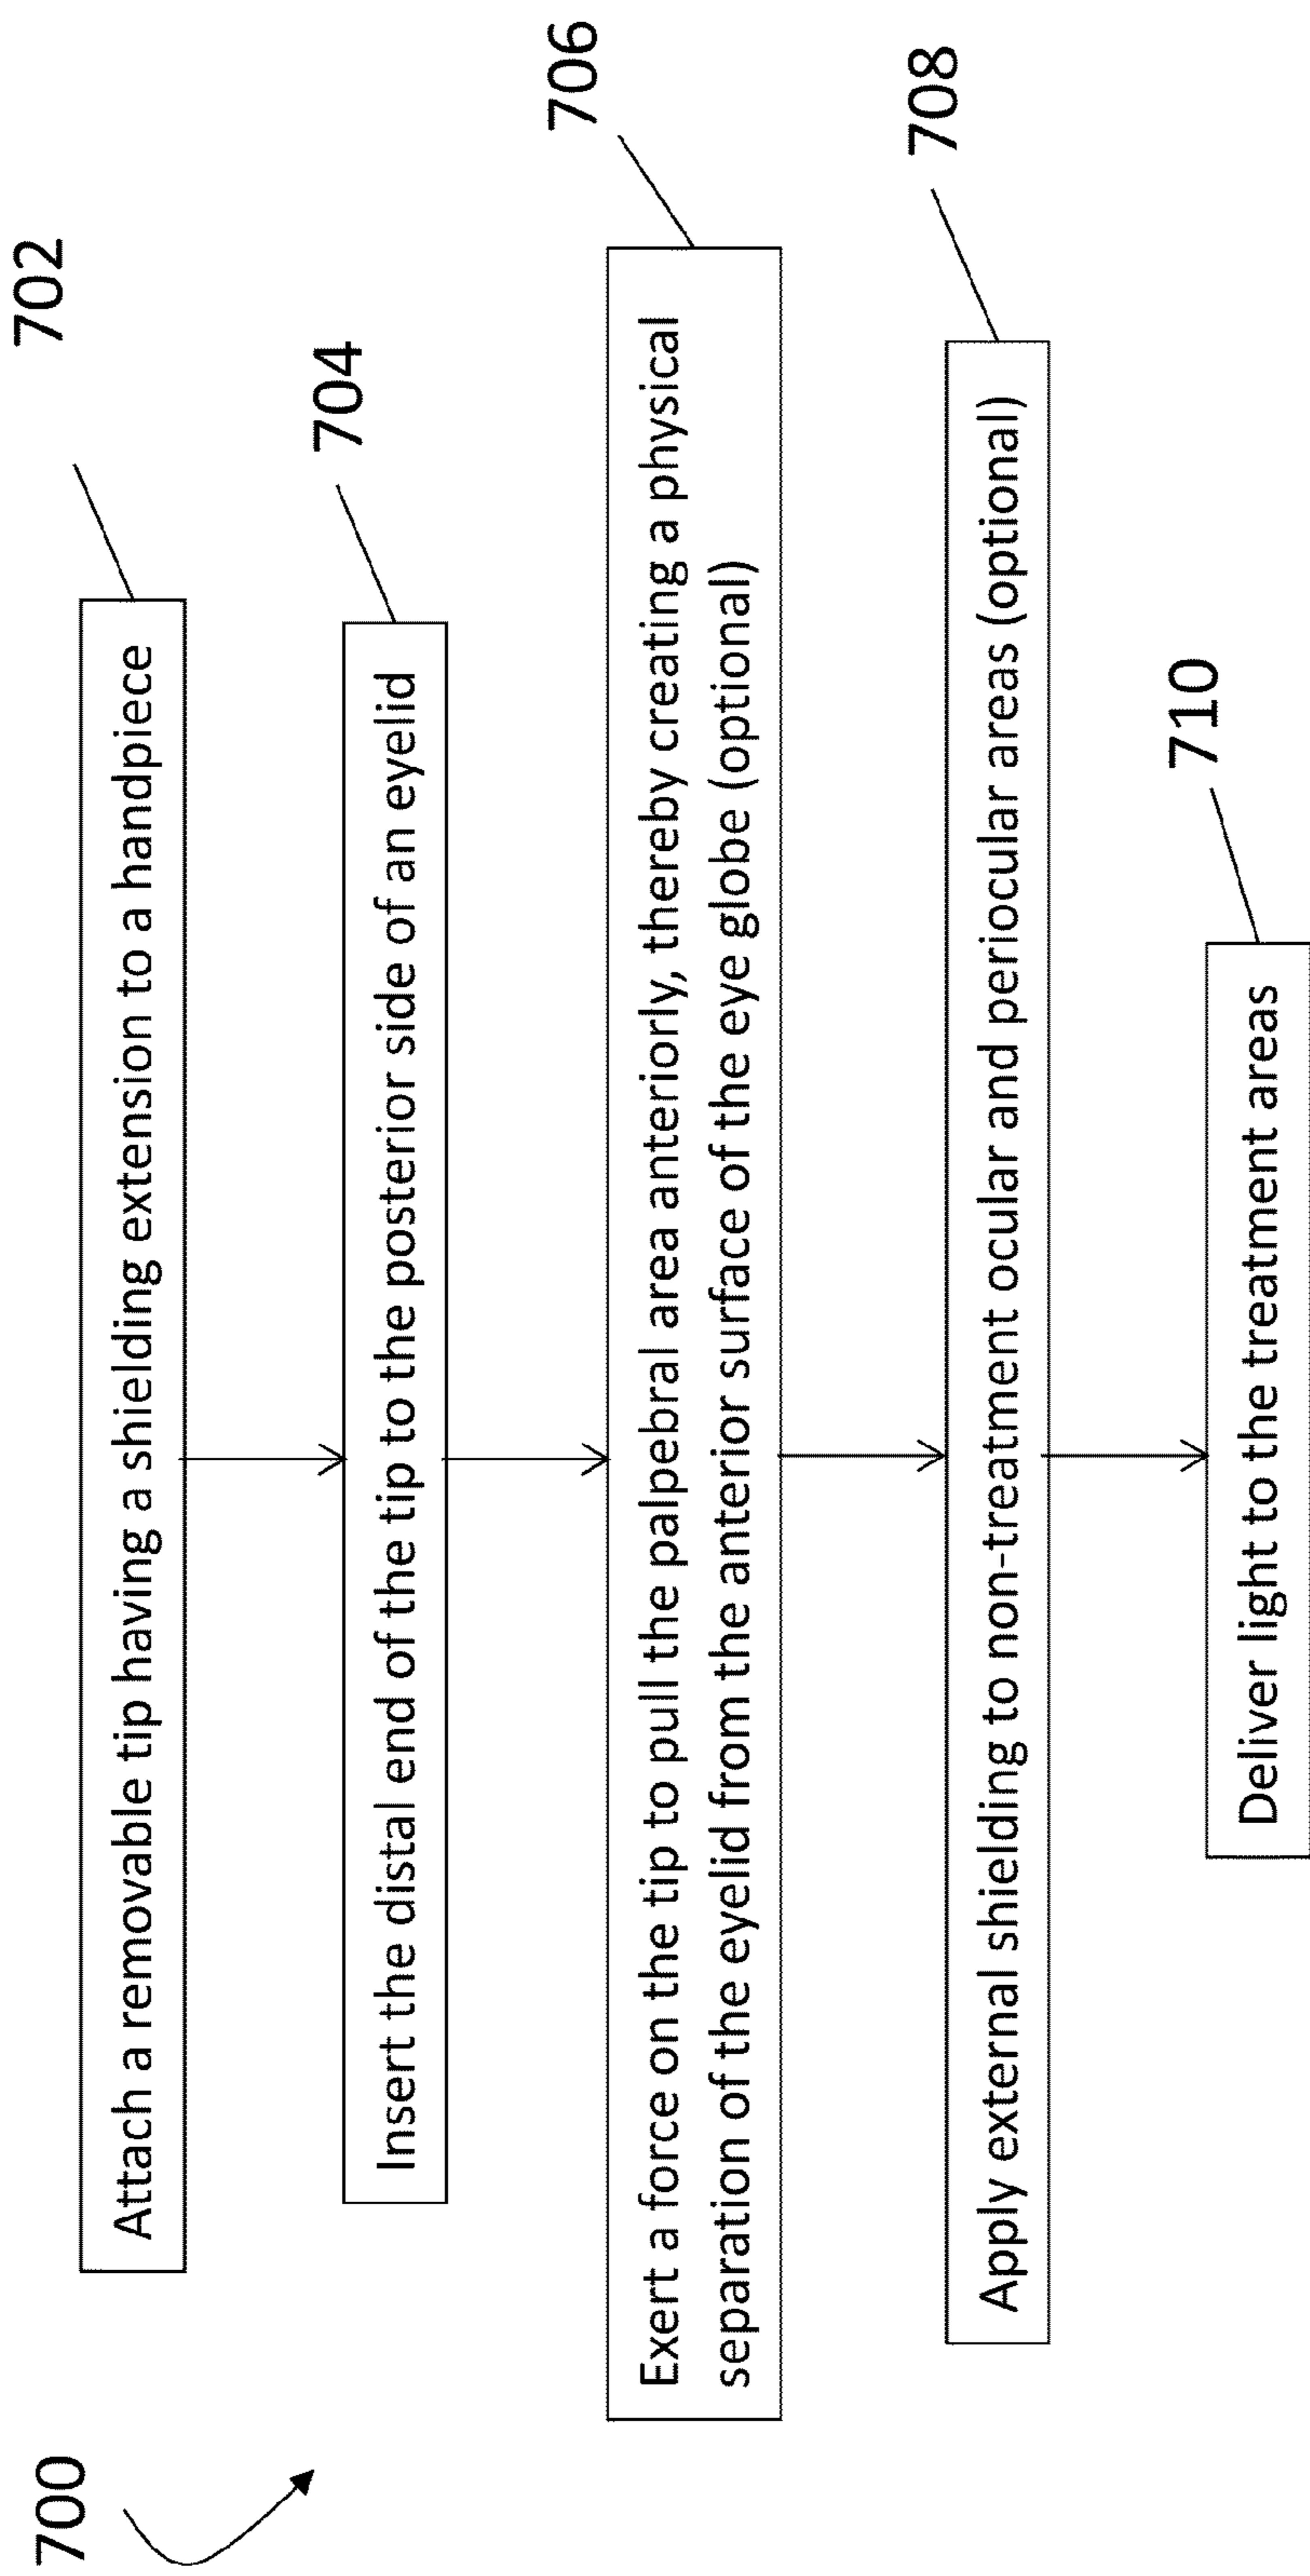 700
702
Attach a removable tip having a shielding extension to a handpiece
704
Insert the distal end of the tip to the posterior side of an eyelid
706
Exert a force on the tip to pull the palpebral area anteriorly, thereby creating a physical
separation of the eyelid from the anterior surface of the eye globe (optional)
708
Apply external shielding to non-treatment ocular and periocular areas (optional)
710
Deliver light to the treatment areas